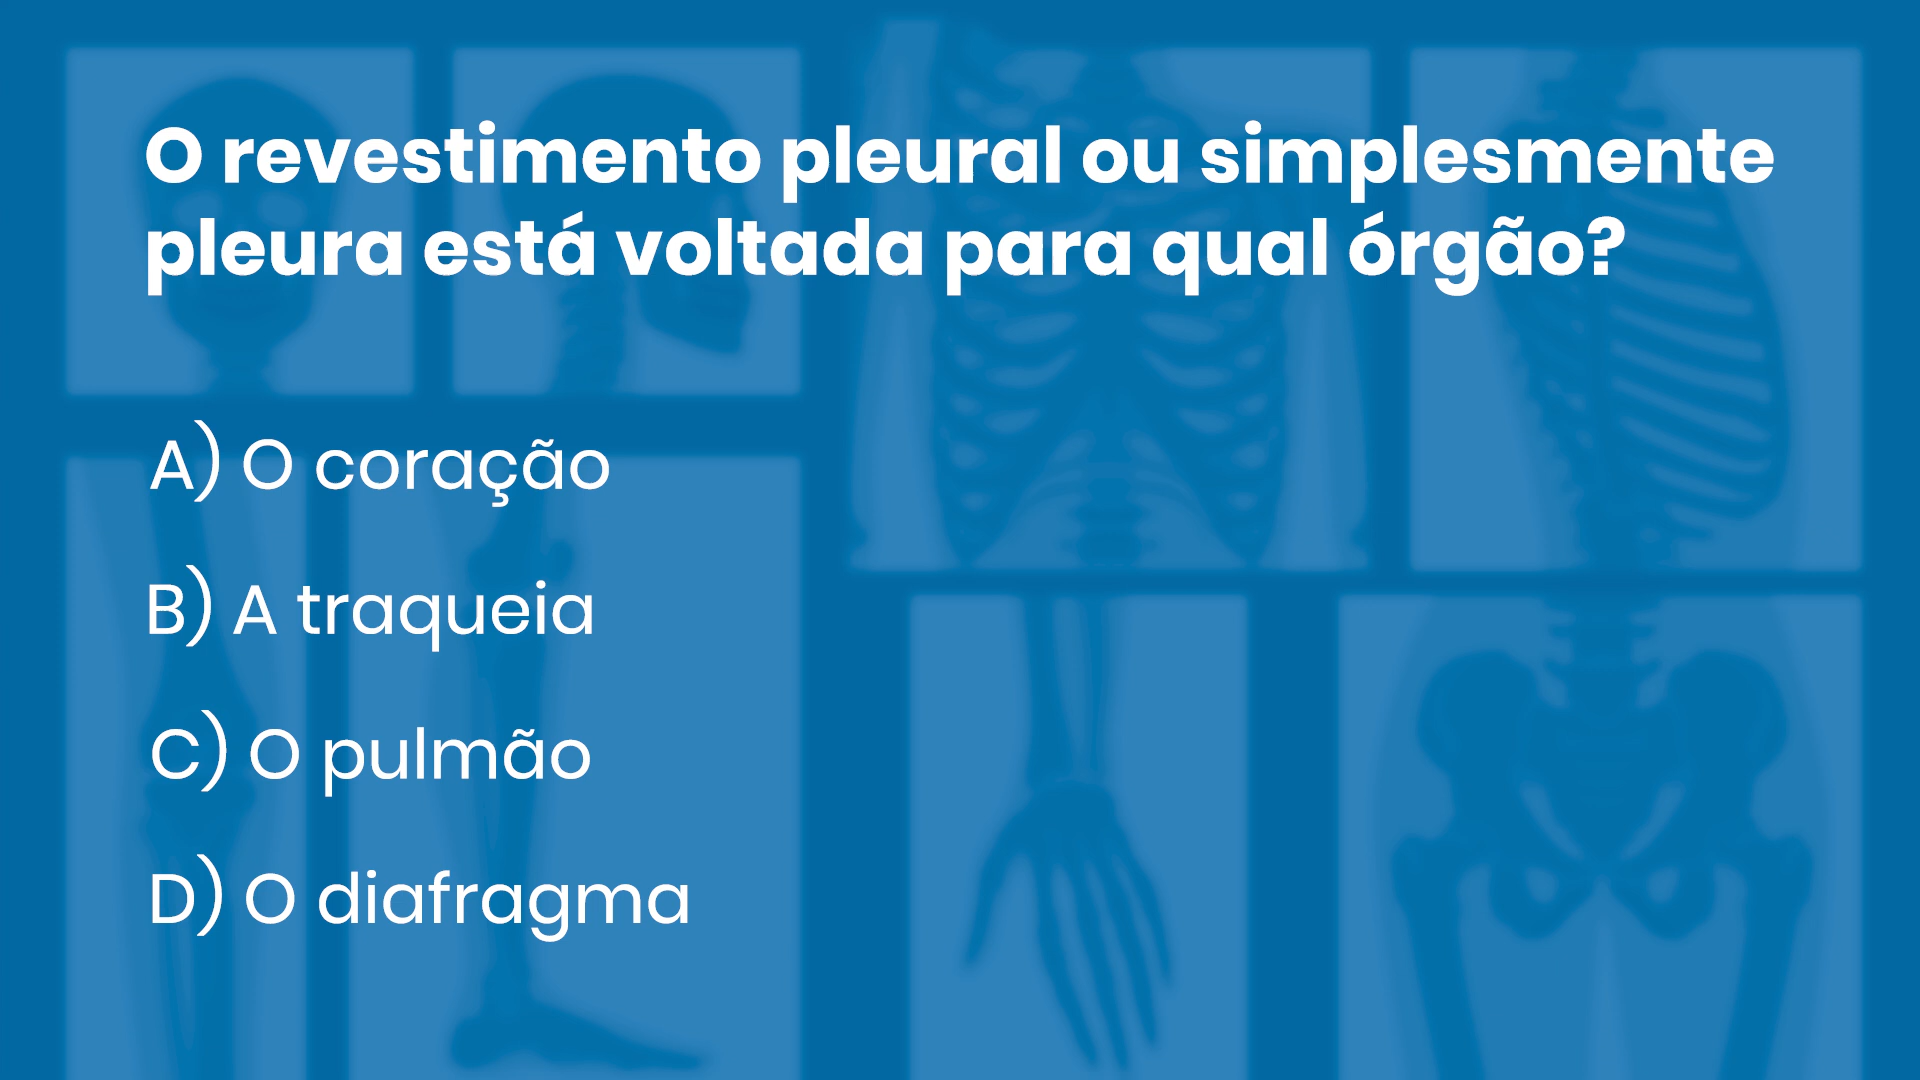 O revestimento pleural ou simplesmente
pleura está voltada para qual órgão?
A) O coração
B) A traqueia
C) O pulmão
D) O diafragma